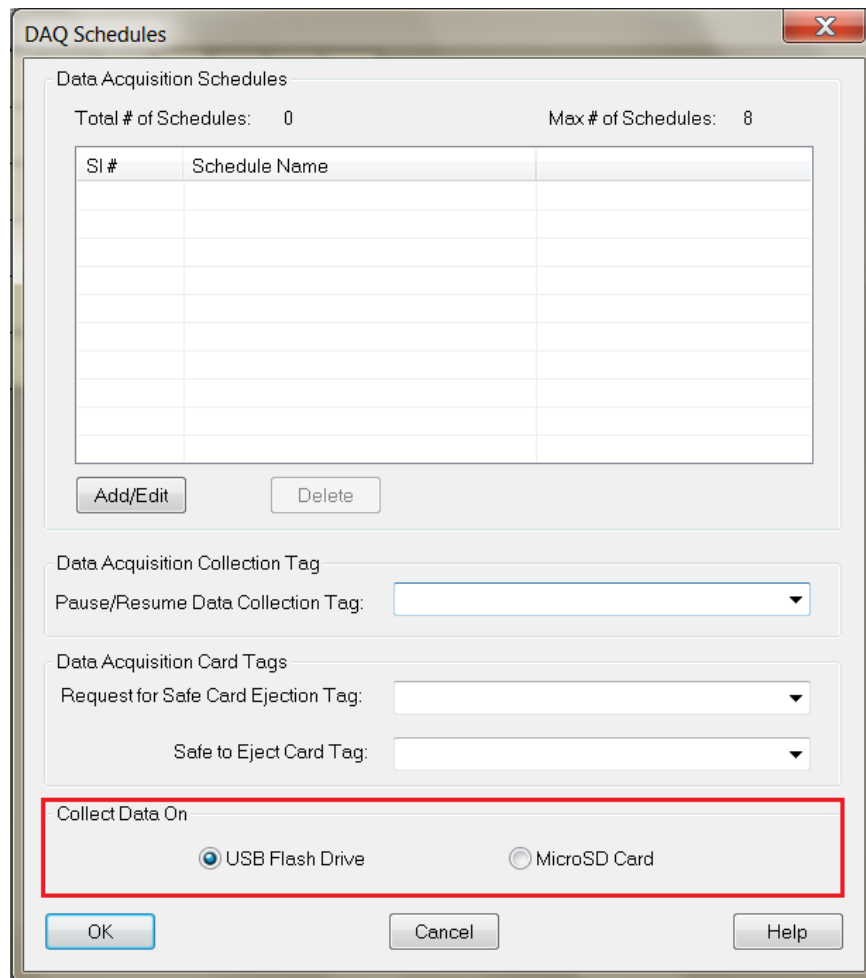 DAQ Schedules
X
Data Acquisition Schedules
Total # of Schedules: 0 Max # of Schedules: 8
SI # Schedule Name
Add/Edit Delete
Data Acquisition Collection Tag
Pause/Resume Data Collection Tag:
Data Acquisition Card Tags
Request for Safe Card Ejection Tag:
Safe to Eject Card Tag:
Collect Data On
USB Flash Drive MicroSD Card
OK Cancel Help